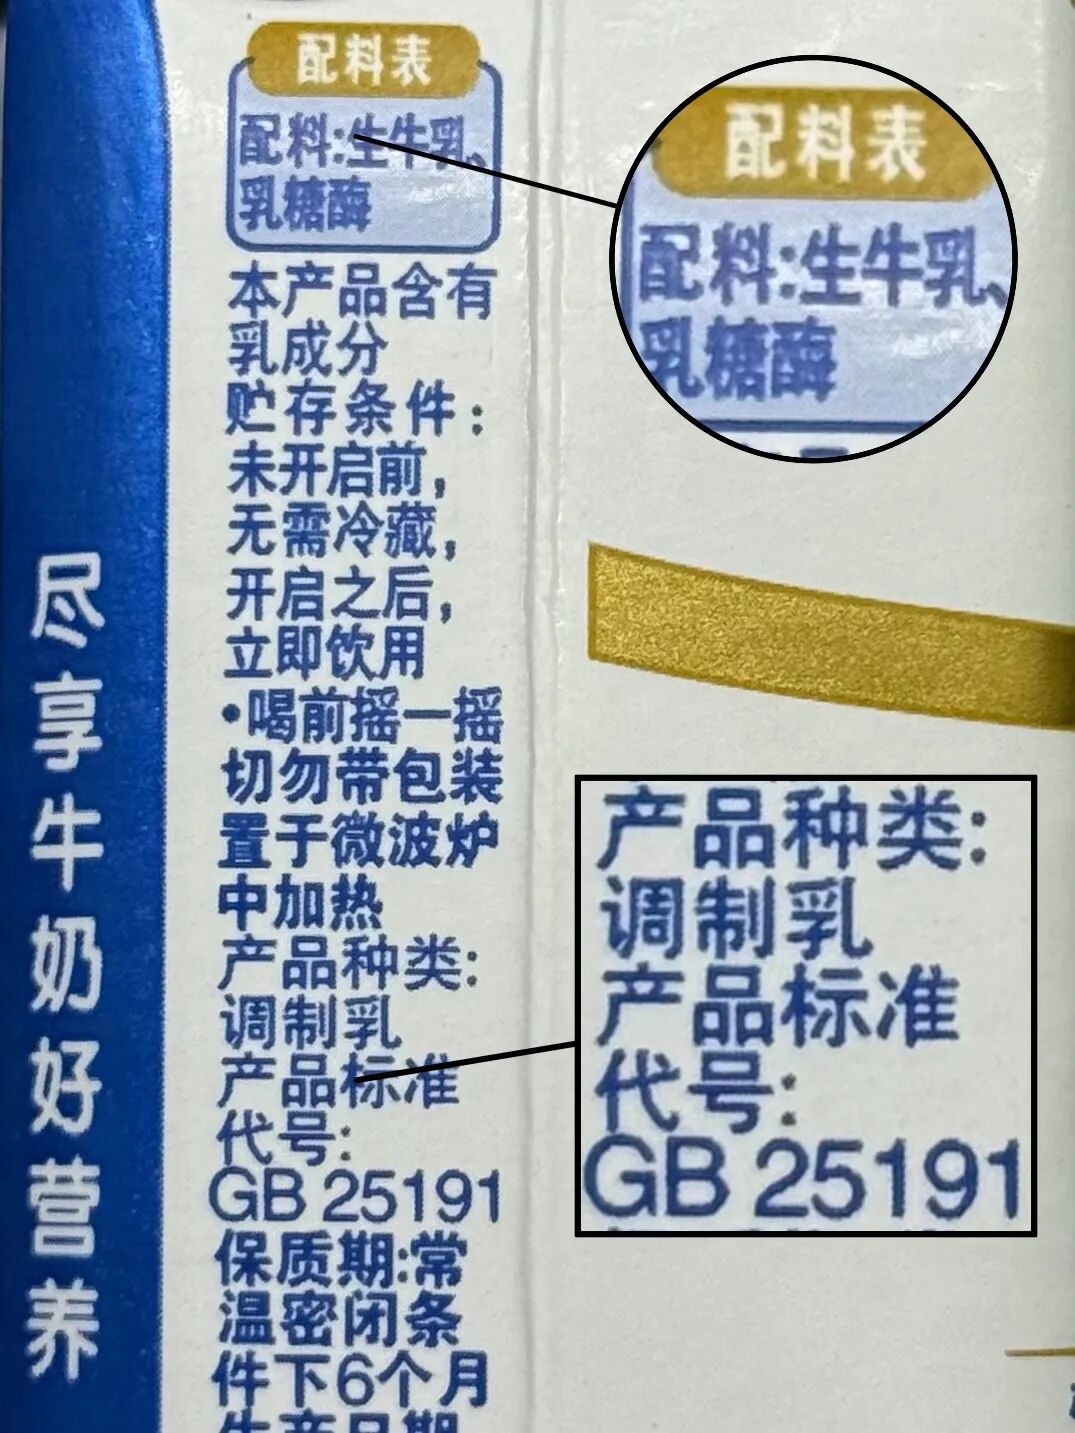 配料表
配料:生牛乳、
乳糖酶
本产品含有
乳成分
贮存条件:
未开启前,
无需冷藏,
开启之后,
立即饮用
•喝前摇一摇
切勿带包装
置于微波炉
中加热
产品种类:
调制乳
产品标准
代号:
GB 25191
保质期:常
温密闭条
件下6个月
生产日期
尽享牛奶好营养
配料表
配料:生牛乳、
乳糖酶
产品种类:
调制乳
产品标准
代号:
GB 25191